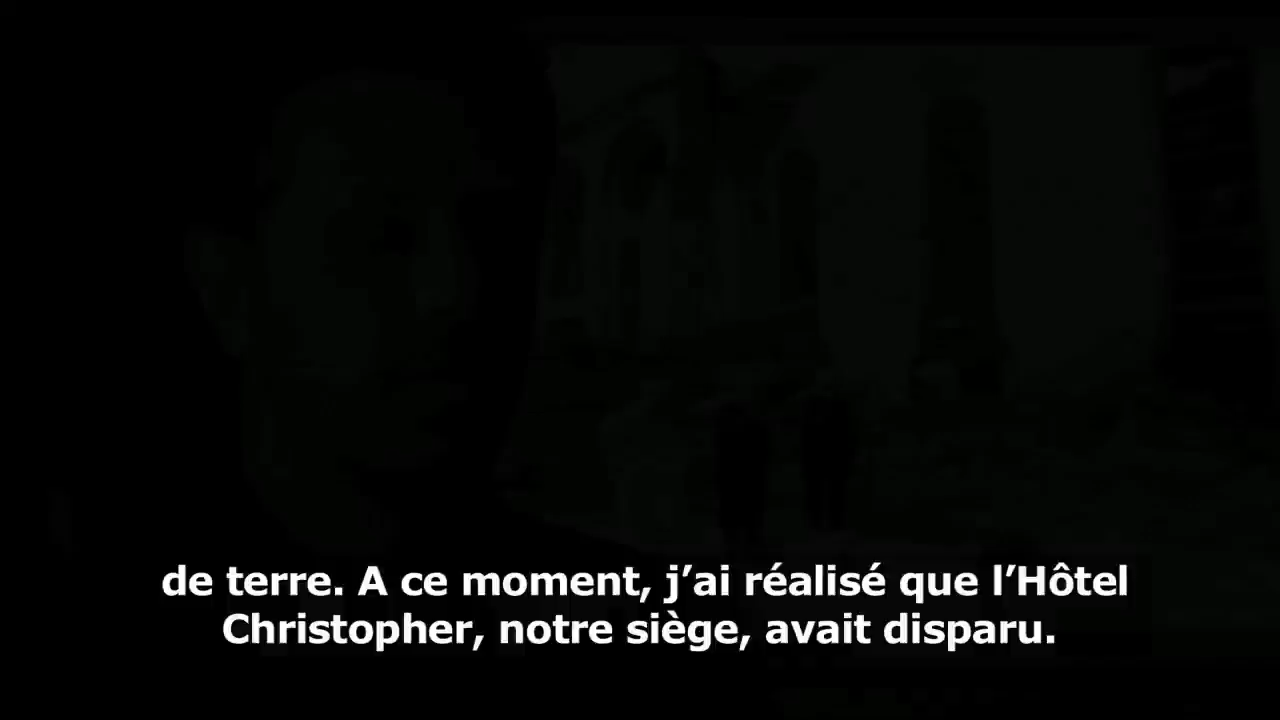 de terre. A ce moment, j’ai réalisé que l’Hôtel
Christopher, notre siège, avait disparu.